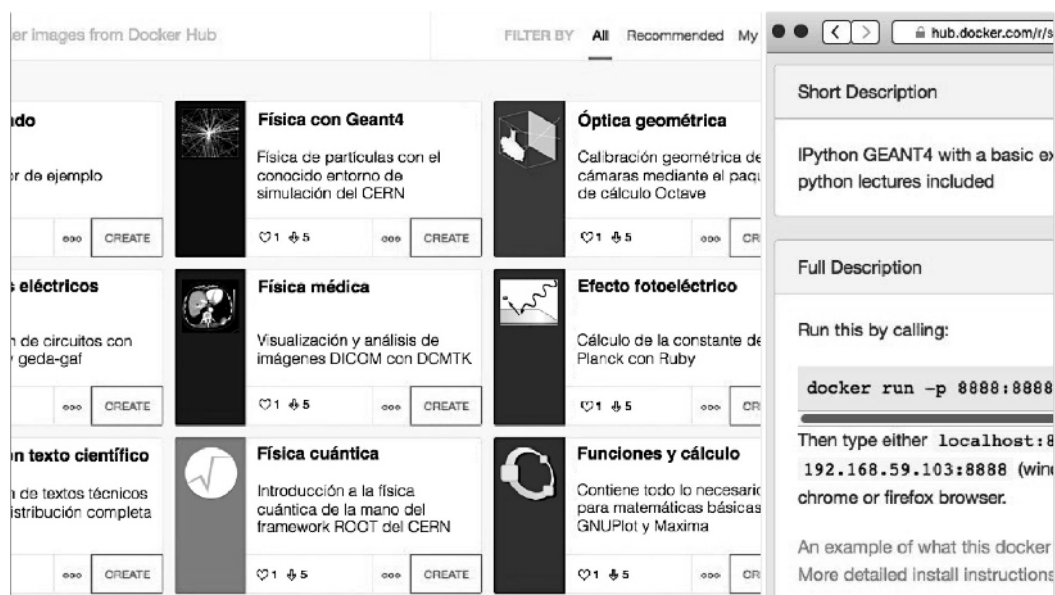 er images from Docker Hub
FILTER BY All Recommended My
ndo
or de ejemplo
CREATE
Física con Geant4
Física de partículas con el
conocido entorno de
simulación del CERN
1 5
CREATE
Óptica geométrica
Calibración geométrica de
cámaras mediante el paqu
de cálculo Octave
1 5
CR
s eléctricos
n de circuitos con
y geda-gaf
CREATE
Física médica
Visualización y análisis de
imágenes DICOM con DCMTK
1 5
CREATE
Efecto fotoeléctrico
Cálculo de la constante de
Planck con Ruby
1 5
CR
n texto científico
n de textos técnicos
istribución completa
CREATE
Física cuántica
Introducción a la física
cuántica de la mano del
framework ROOT del CERN
1 5
CREATE
Funciones y cálculo
Contiene todo lo necesario
para matemáticas básicas
GNUPlot y Maxima
1 5
CR
hub.docker.com/r/s
Short Description
IPython GEANT4 with a basic ex
python lectures included
Full Description
Run this by calling:
docker run -p 8888:8888
Then type either localhost:8
192.168.59.103:8888 (wind
chrome or firefox browser.
An example of what this docker
More detailed install instructions